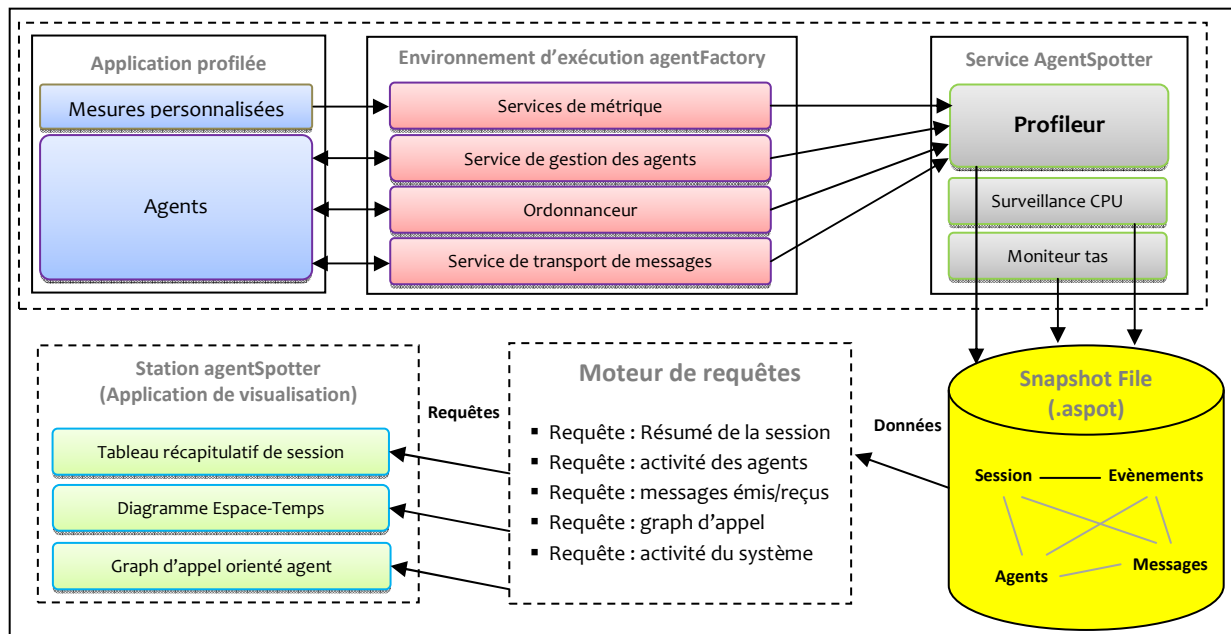 Application profilée
Mesures personnalisées
Agents
Environnement d'exécution agentFactory
Services de métrique
Service de gestion des agents
Ordonnanceur
Service de transport de messages
Service AgentSpotter
Profileur
Surveillance CPU
Moniteur tas
Station agentSpotter
(Application de visualisation)
Tableau récapitulatif de session
Diagramme Espace-Temps
Graph d'appel orienté agent
Requêtes
Moteur de requêtes
▪ Requête : Résumé de la session
▪ Requête : activité des agents
▪ Requête : messages émis/reçus
▪ Requête : graph d'appel
▪ Requête : activité du système
Données
Snapshot File
(.aspot)
Session
Evènements
Agents
Messages